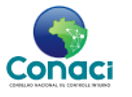 Conaci
CONSELHO NACIONAL DE CONTROLE INTERNO